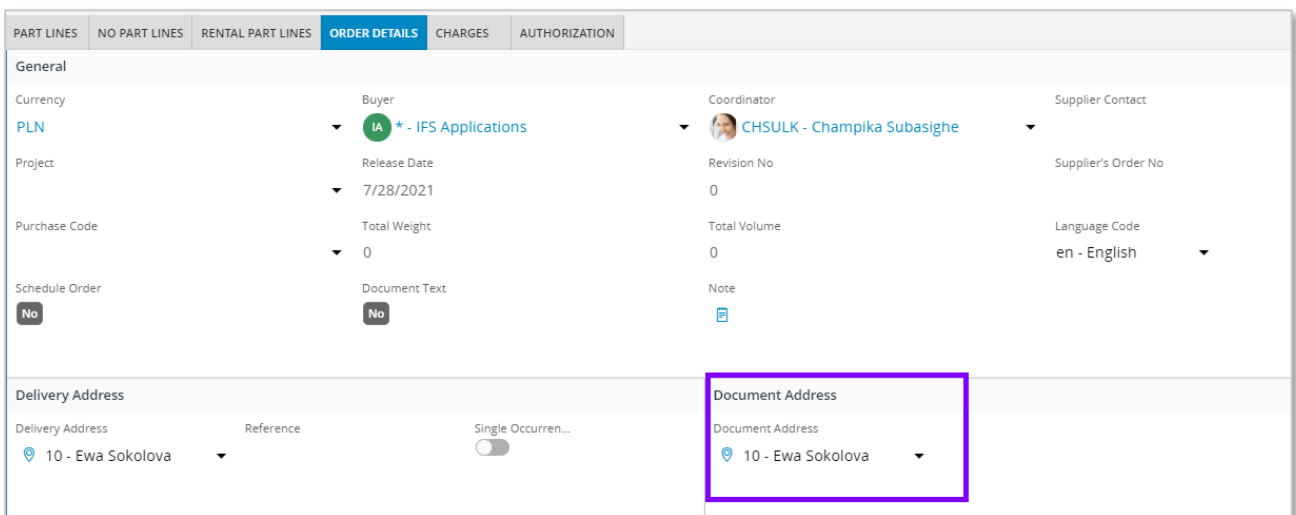 PART LINES NO PART LINES RENTAL PART LINES ORDER DETAILS CHARGES AUTHORIZATION
General
Currency Buyer Coordinator Supplier Contact
PLN IA * - IFS Applications CHSULK - Champika Subasighe
Project Release Date Revision No Supplier's Order No
7/28/2021 0
Purchase Code Total Weight Total Volume Language Code
0 0 en - English
Schedule Order Document Text Note
No No
Delivery Address Document Address
Delivery Address Reference Single Occurren... Document Address
10 - Ewa Sokolova 10 - Ewa Sokolova